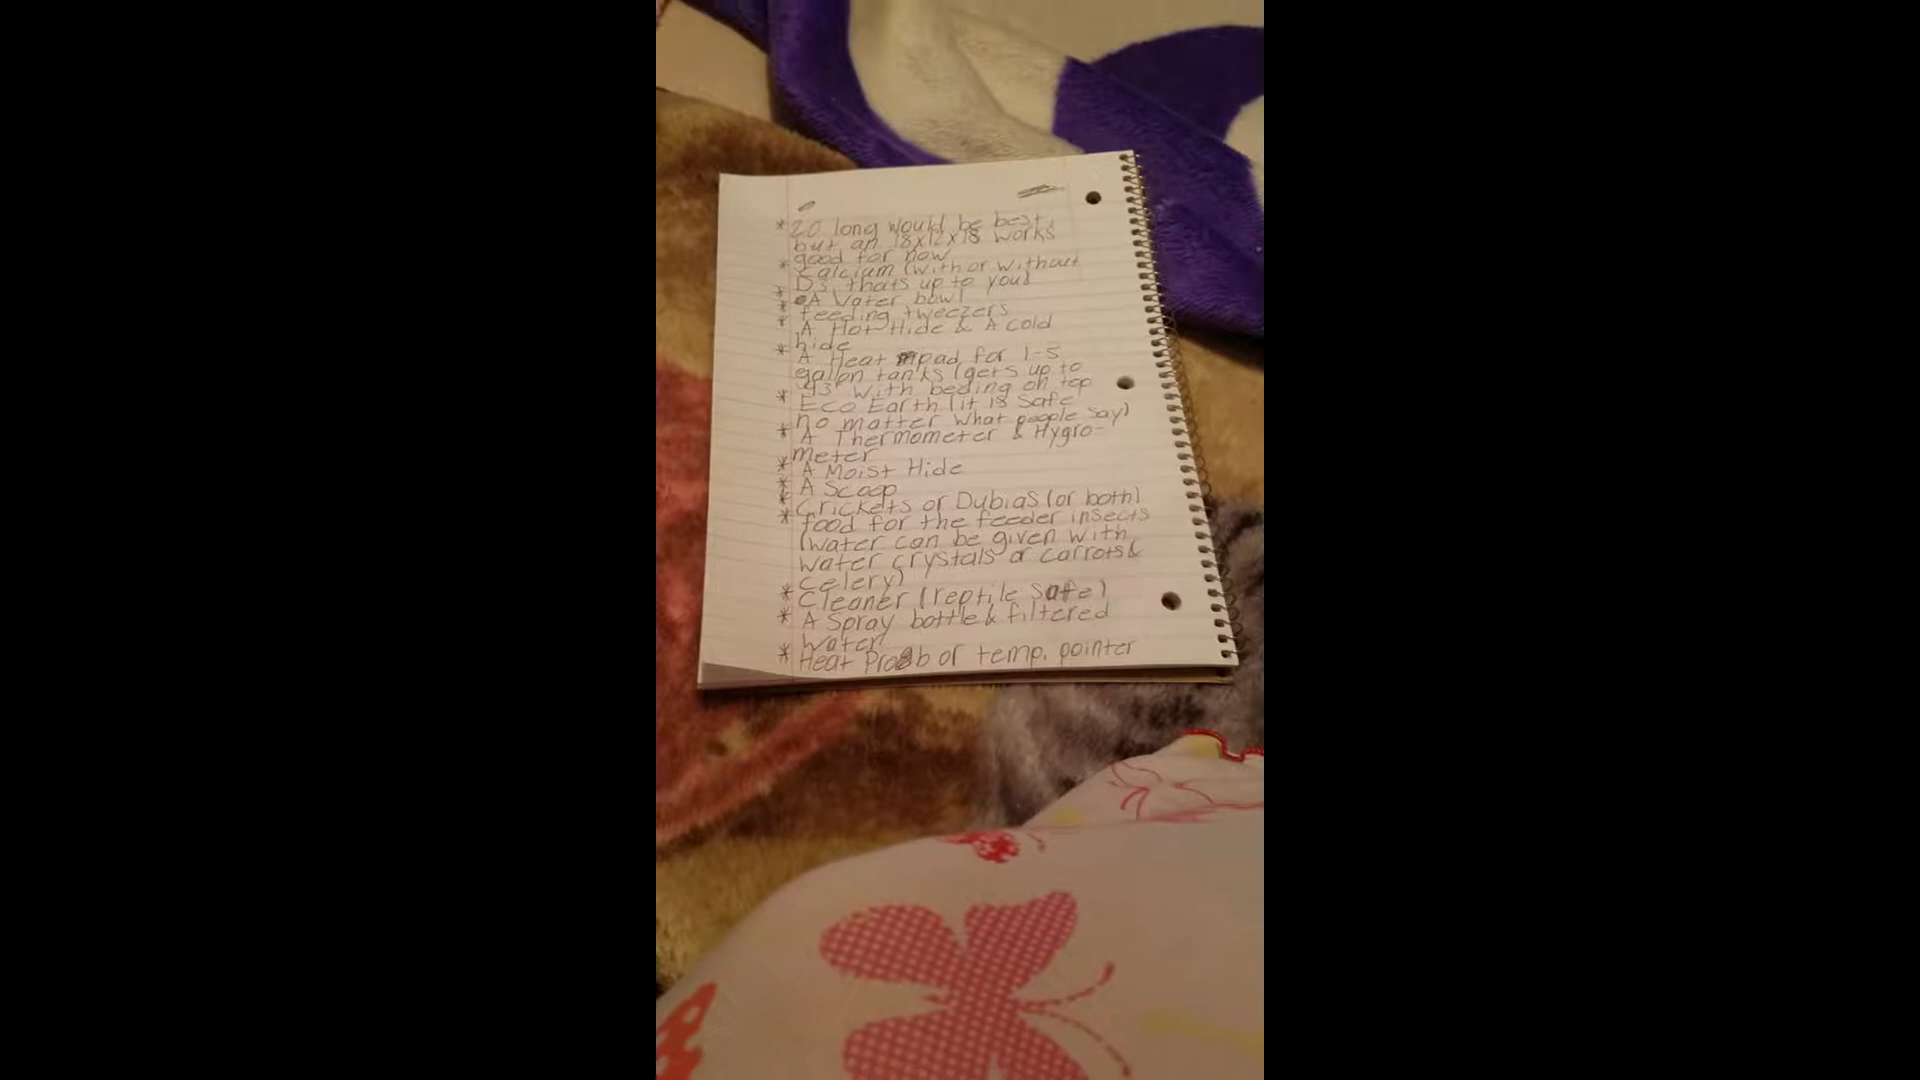 * 20 long would be best,
but an 18x12x18 works
good for now
* Calcium (with or without
D3, thats up to you)
* A Water bowl
* feeding tweezers
* A Hot Hide & A cold
hide
* A Heat pad for 1-5
gallon tanks (gets up to
93° with beding on top
* Eco Earth (it is safe
no matter what people say)
* A Thermometer & Hygro-
meter
* A Moist Hide
* A Scoop
* Crickets or Dubias (or both)
* food for the feeder insects
(water can be given with
water crystals or carrots &
celery)
* Cleaner (reptile safe)
* A Spray bottle & filtered
water
* Heat Prob or temp. pointer